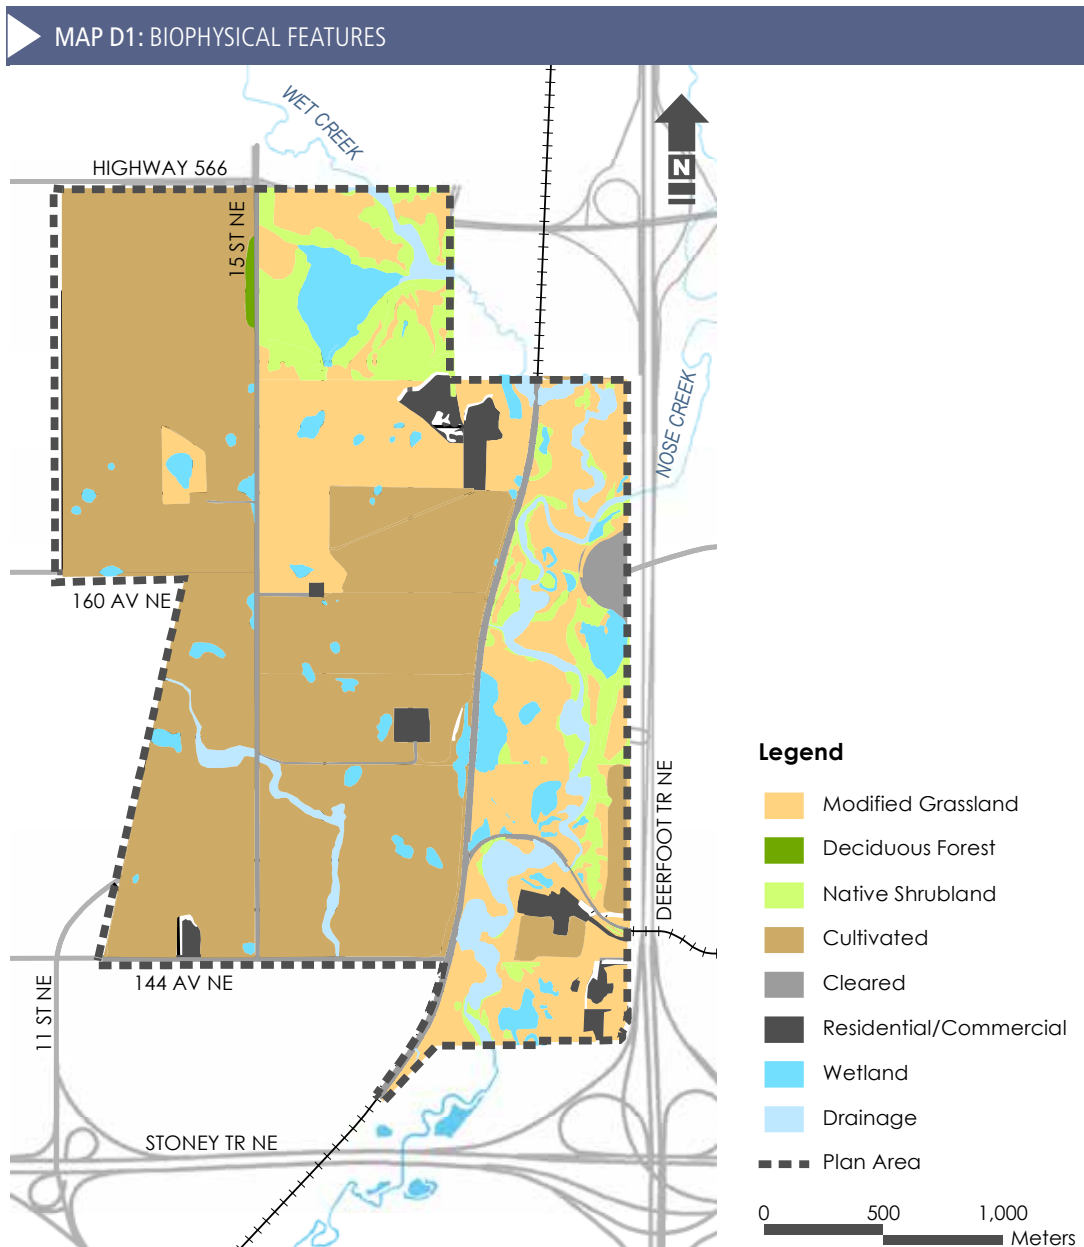 MAP D1: BIOPHYSICAL FEATURES
WET CREEK
N
HIGHWAY 566
15 ST NE
NOSE CREEK
160 AV NE
DEERFOOT TR NE
144 AV NE
11 ST NE
STONEY TR NE
Legend
Modified Grassland
Deciduous Forest
Native Shrubland
Cultivated
Cleared
Residential/Commercial
Wetland
Drainage
Plan Area
0 500 1,000
Meters